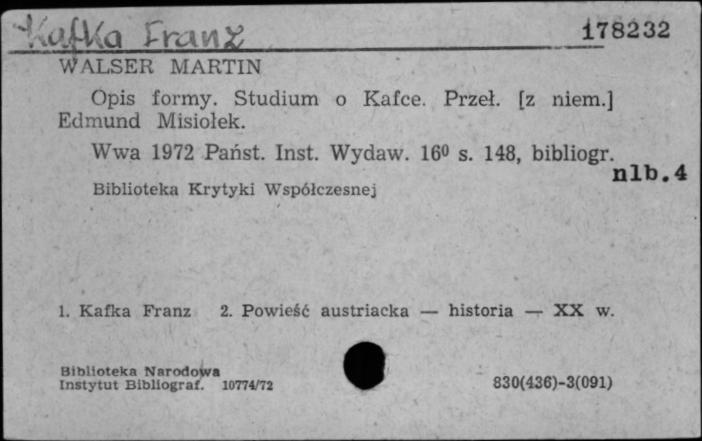 Kafka Franz 178232
WALSER MARTIN
Opis formy. Studium o Kafce. Przeł. [z niem.]
Edmund Misiołek.
Wwa 1972 Państ. Inst. Wydaw. 16⁰ s. 148, bibliogr.
nlb.4
Biblioteka Krytyki Współczesnej
1. Kafka Franz 2. Powieść austriacka — historia — XX w.
Biblioteka Narodowa
Instytut Bibliograf. 10774/72 830(436)-3(091)